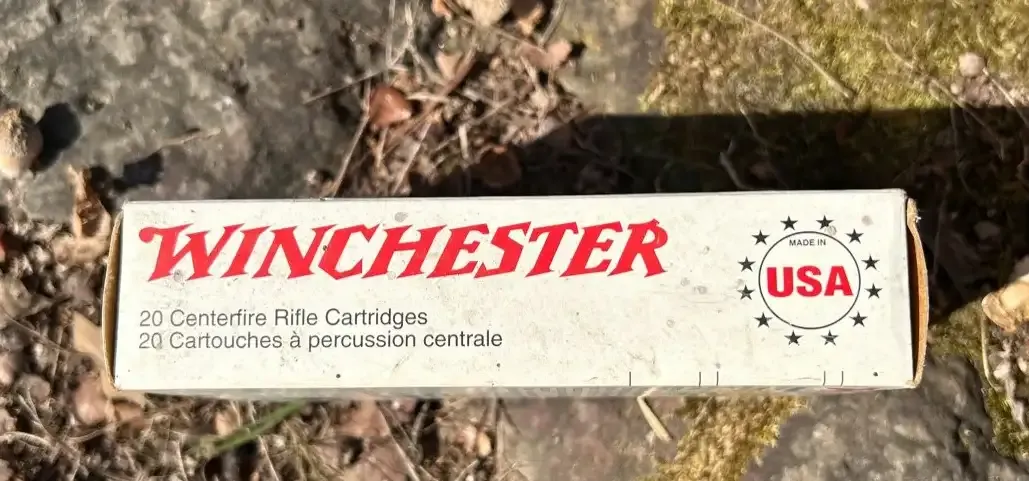 WINCHESTER
20 Centerfire Rifle Cartridges
20 Cartouches à percussion centrale
MADE IN
USA